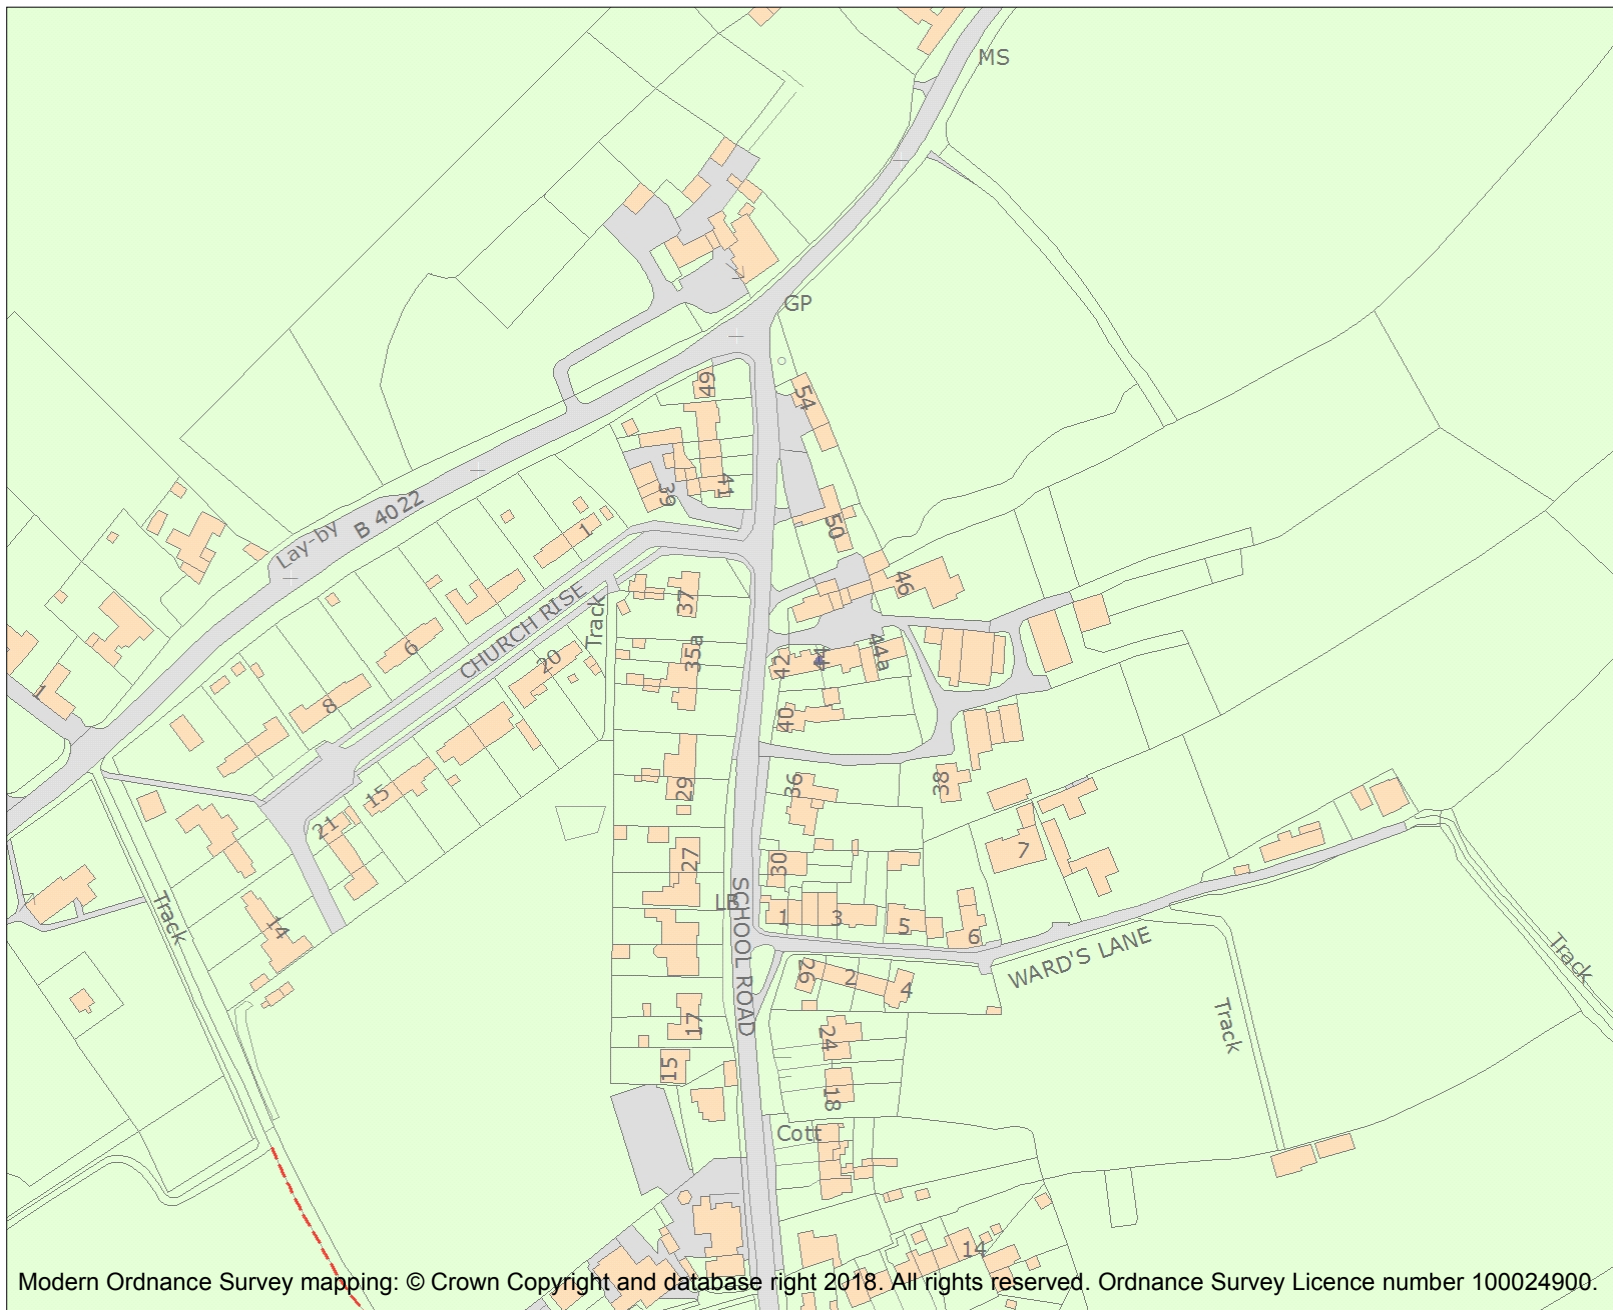 MS
GP
49
54
41
39
Lay-by
B 4022
1
50
46
37
Track
CHURCH RISE
6
20
35a
42
44
44a
1
8
40
29
36
38
15
21
27
30
7
LB
SCHOOL ROAD
1
3
5
6
Track
14
WARD'S LANE
Track
26
2
4
17
24
Track
15
18
Cott
14
Modern Ordnance Survey mapping: © Crown Copyright and database right 2018. All rights reserved. Ordnance Survey Licence number 100024900.